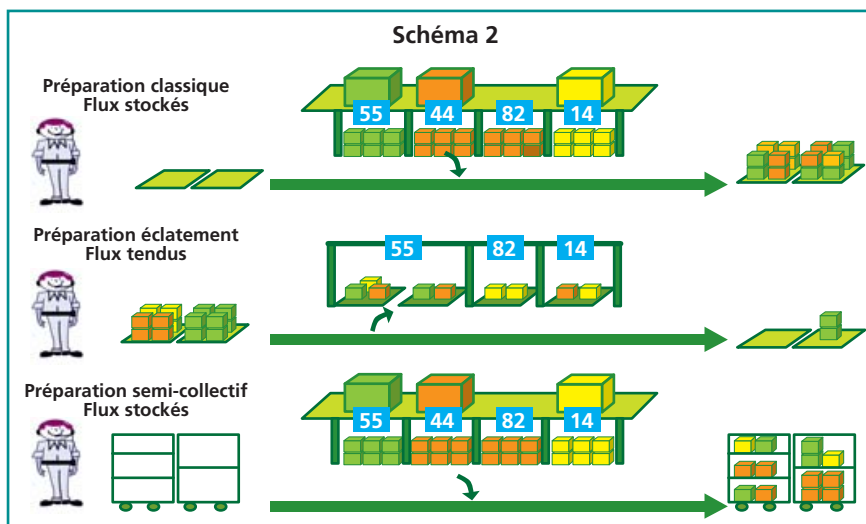 Schéma 2
Préparation classique
Flux stockés
55 44 82 14
Préparation éclatement
Flux tendus
55 82 14
Préparation semi-collectif
Flux stockés
55 44 82 14